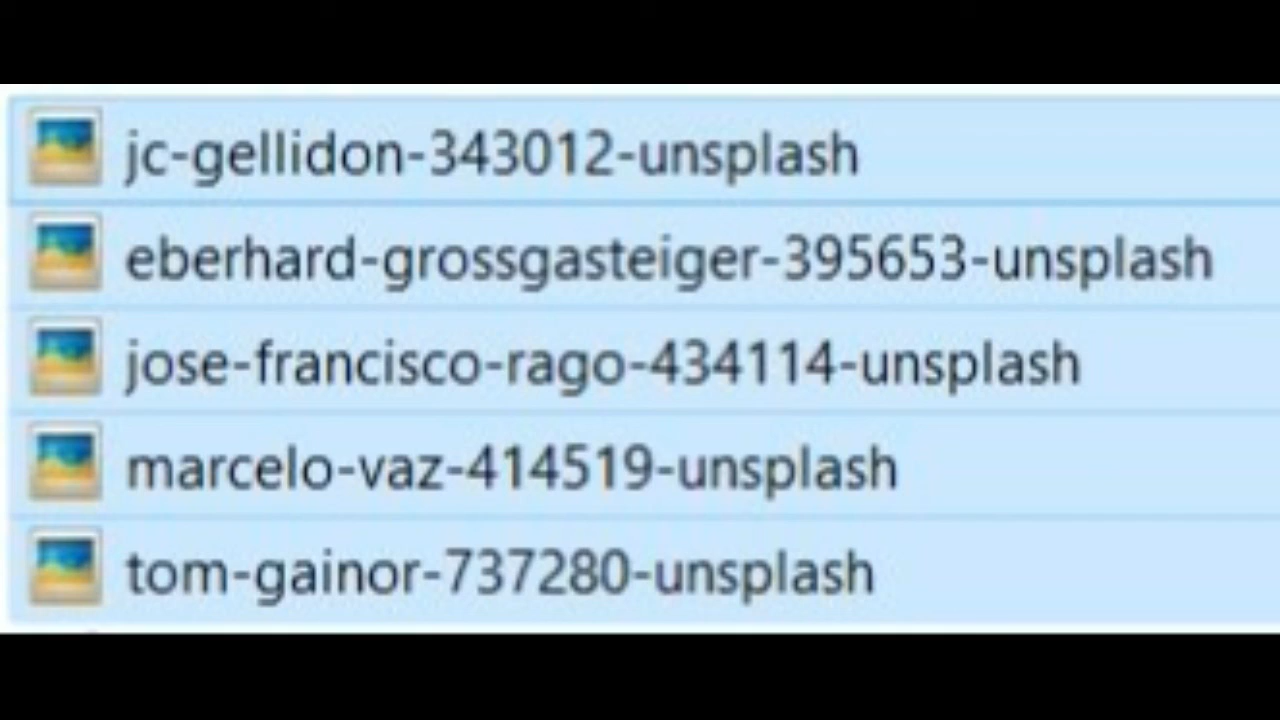 jc-gellidon-343012-unsplash
eberhard-grossgasteiger-395653-unsplash
jose-francisco-rago-434114-unsplash
marcelo-vaz-414519-unsplash
tom-gainor-737280-unsplash